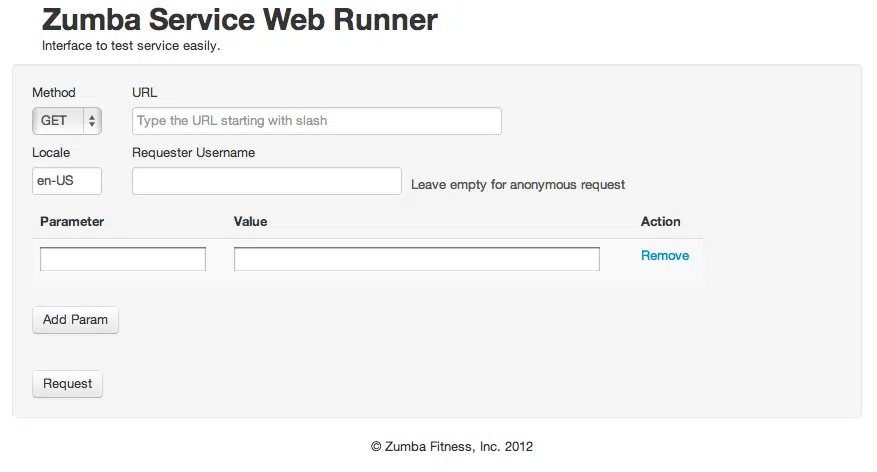 Zumba Service Web Runner
Interface to test service easily.
Method URL
GET Type the URL starting with slash
Locale Requester Username
en-US Leave empty for anonymous request
Parameter Value Action
Remove
Add Param
Request
© Zumba Fitness, Inc. 2012